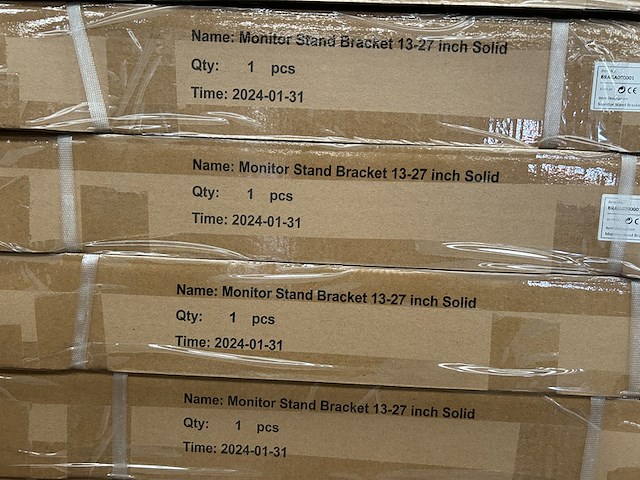 Name: Monitor Stand Bracket 13-27 inch Solid
Qty: 1 pcs
Time: 2024-01-31
CE
Name: Monitor Stand Bracket 13-27 inch Solid
Qty: 1 pcs
Time: 2024-01-31
Name: Monitor Stand Bracket 13-27 inch Solid
Qty: 1 pcs
Time: 2024-01-31
Name: Monitor Stand Bracket 13-27 inch Solid
Qty: 1 pcs
Time: 2024-01-31